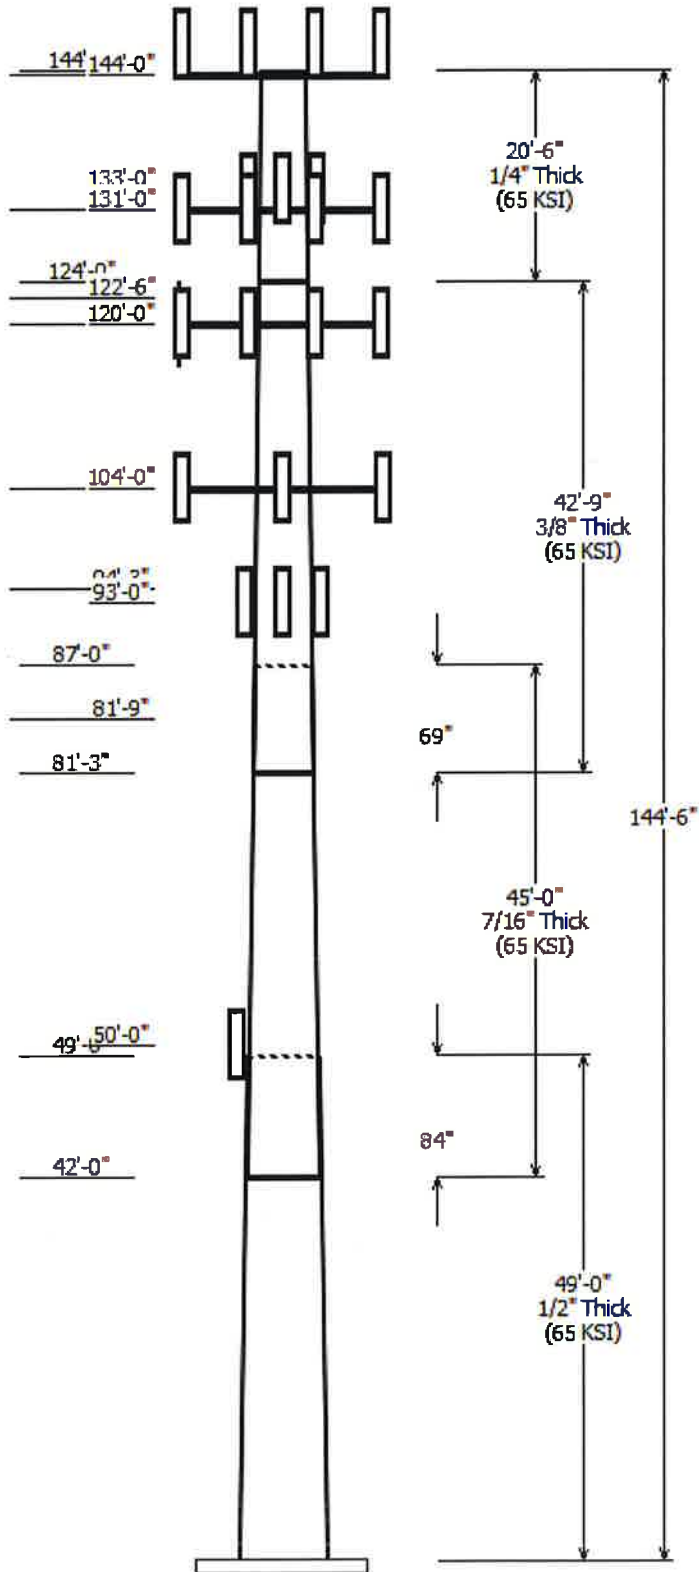 144' 144'-0"
20'-6"
1/4" Thick
(65 KSI)
133'-0"
131'-0"
124'-0"
122'-6"
120'-0"
104'-0"
42'-9"
3/8" Thick
(65 KSI)
93'-0"
87'-0"
81'-9"
69"
81'-3"
144'-6"
45'-0"
7/16" Thick
(65 KSI)
50'-0"
49'-0
84"
42'-0"
49'-0"
1/2" Thick
(65 KSI)